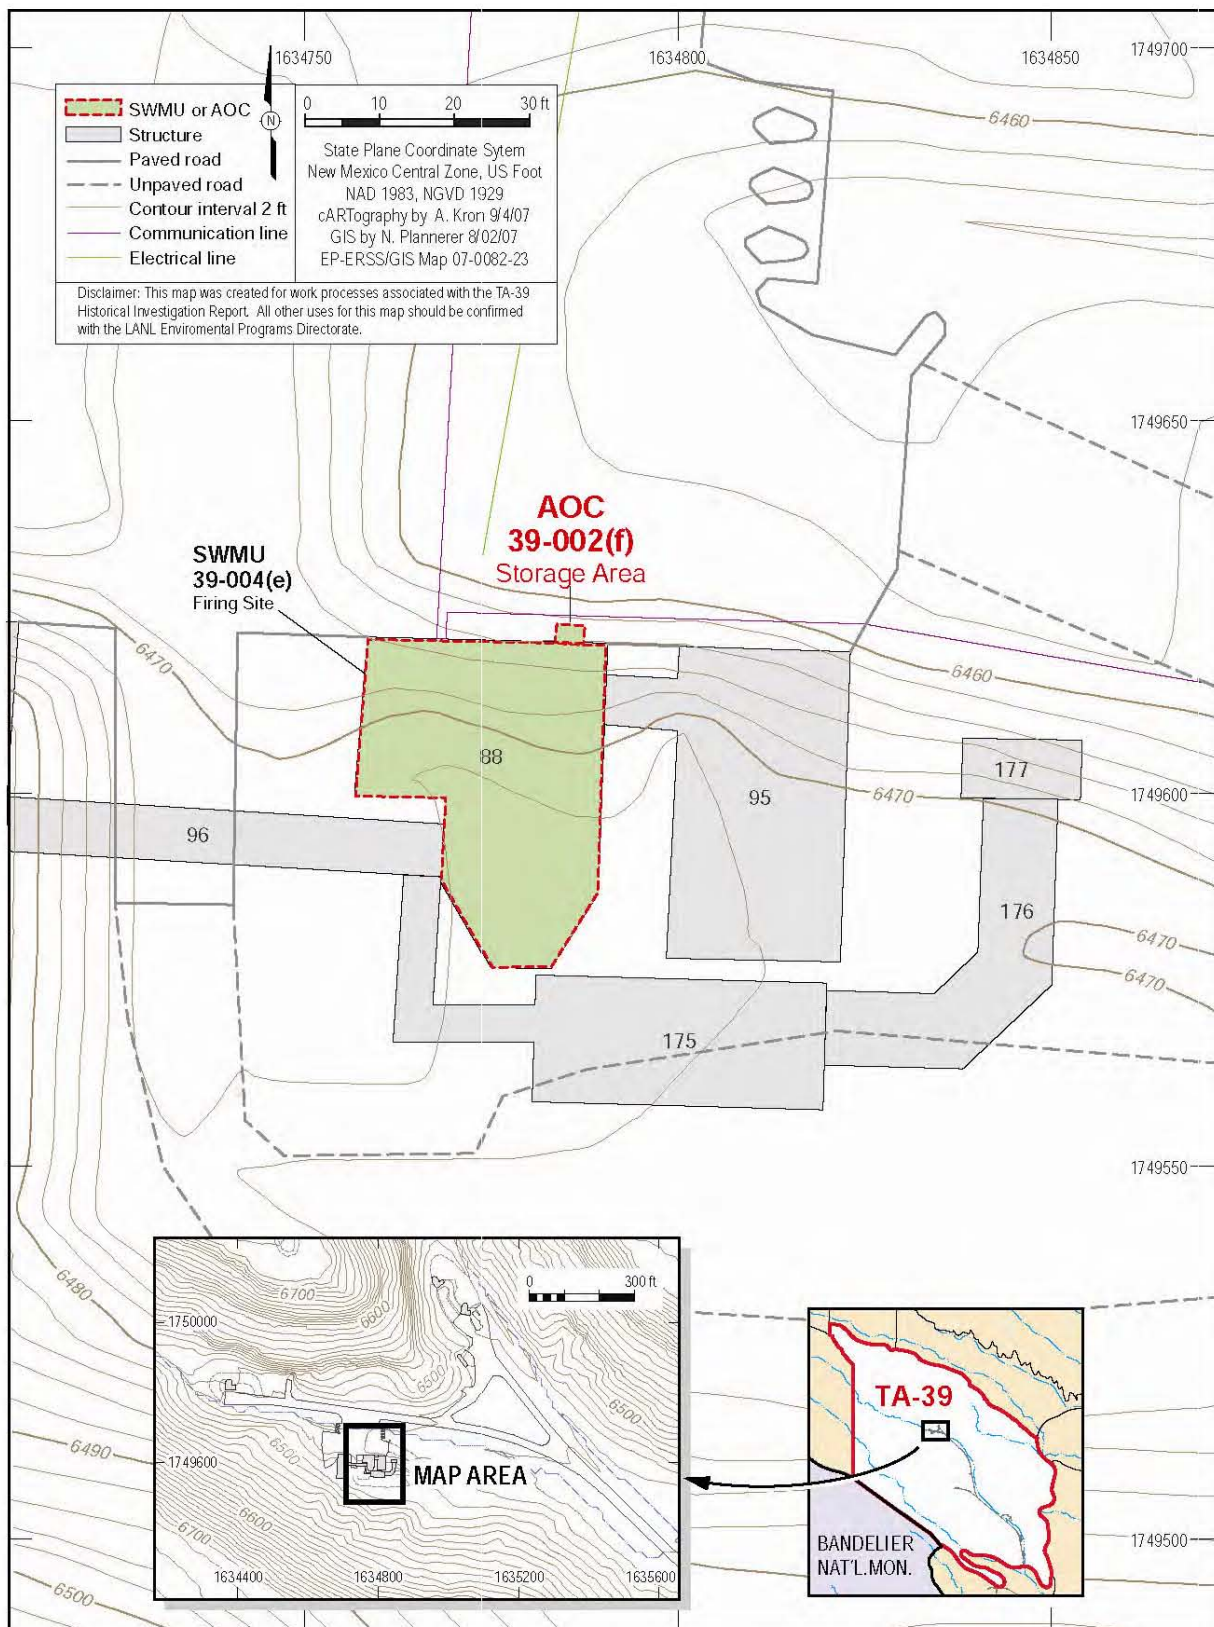 1634750
1634800
1634850
1749700
SWMU or AOC
Structure
Paved road
Unpaved road
Contour interval 2 ft
Communication line
Electrical line
N
0 10 20 30 ft
State Plane Coordinate Sytem
New Mexico Central Zone, US Foot
NAD 1983, NGVD 1929
cARTography by A. Kron 9/4/07
GIS by N. Plannerer 8/02/07
EP-ERSS/GIS Map 07-0082-23
Disclaimer: This map was created for work processes associated with the TA-39
Historical Investigation Report. All other uses for this map should be confirmed
with the LANL Enviromental Programs Directorate.
6460
1749650
AOC
39-002(f)
Storage Area
SWMU
39-004(e)
Firing Site
6470
6460
88
177
95
6470
1749600
96
176
6470
6470
175
1749550
6480
6490
6500
0 300 ft
6700
6600
1750000
6500
6500
6500
1749600
MAP AREA
6600
6700
1634400
1634800
1635200
1635600
TA-39
BANDELIER
NAT'L. MON.
1749500